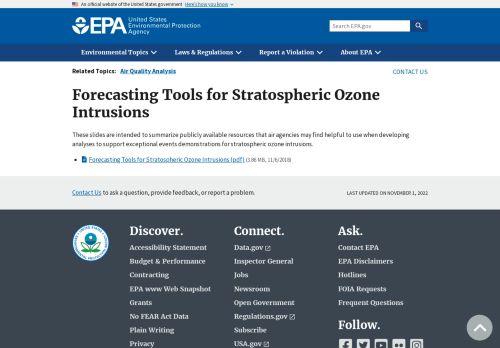 An official website of the United States government Here's how you know
EPA United States
Environmental Protection
Agency
Search EPA.gov
Environmental Topics Laws & Regulations Report a Violation About EPA
Related Topics: Air Quality Analysis CONTACT US
Forecasting Tools for Stratospheric Ozone
Intrusions
These slides are intended to summarize publicly available resources that air agencies may find helpful to use when developing
analyses to support exceptional events demonstrations for stratospheric ozone intrusions.
Forecasting Tools for Stratospheric Ozone Intrusions (pdf) (3.86 MB, 11/6/2018)
Contact Us to ask a question, provide feedback, or report a problem. LAST UPDATED ON NOVEMBER 1, 2022
Discover.
Accessibility Statement
Budget & Performance
Contracting
EPA www Web Snapshot
Grants
No FEAR Act Data
Plain Writing
Privacy
Connect.
Data.gov
Inspector General
Jobs
Newsroom
Open Government
Regulations.gov
Subscribe
USA.gov
Ask.
Contact EPA
EPA Disclaimers
Hotlines
FOIA Requests
Frequent Questions
Follow.